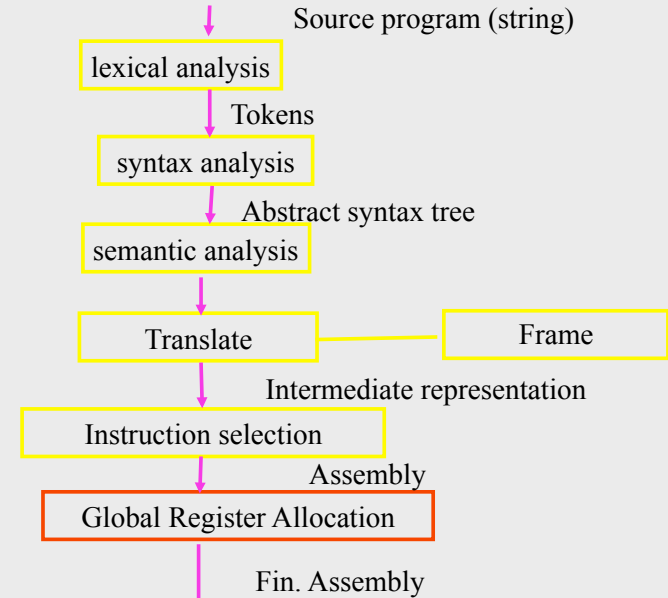 Source program (string)
lexical analysis
Tokens
syntax analysis
Abstract syntax tree
semantic analysis
Translate
Frame
Intermediate representation
Instruction selection
Assembly
Global Register Allocation
Fin. Assembly